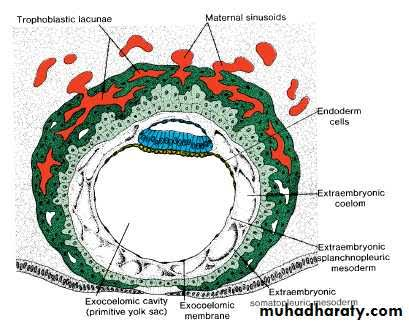 Trophoblastic lacunae
Maternal sinusoids
Endoderm
cells
Extraembryonic
coelom
Extraembryonic
splanchnopleuric
mesoderm
Extraembryonic
somatopleuric mesoderm
Exocoelomic cavity
(primitive yolk sac)
Exocoelomic
membrane
muhadharaty.com